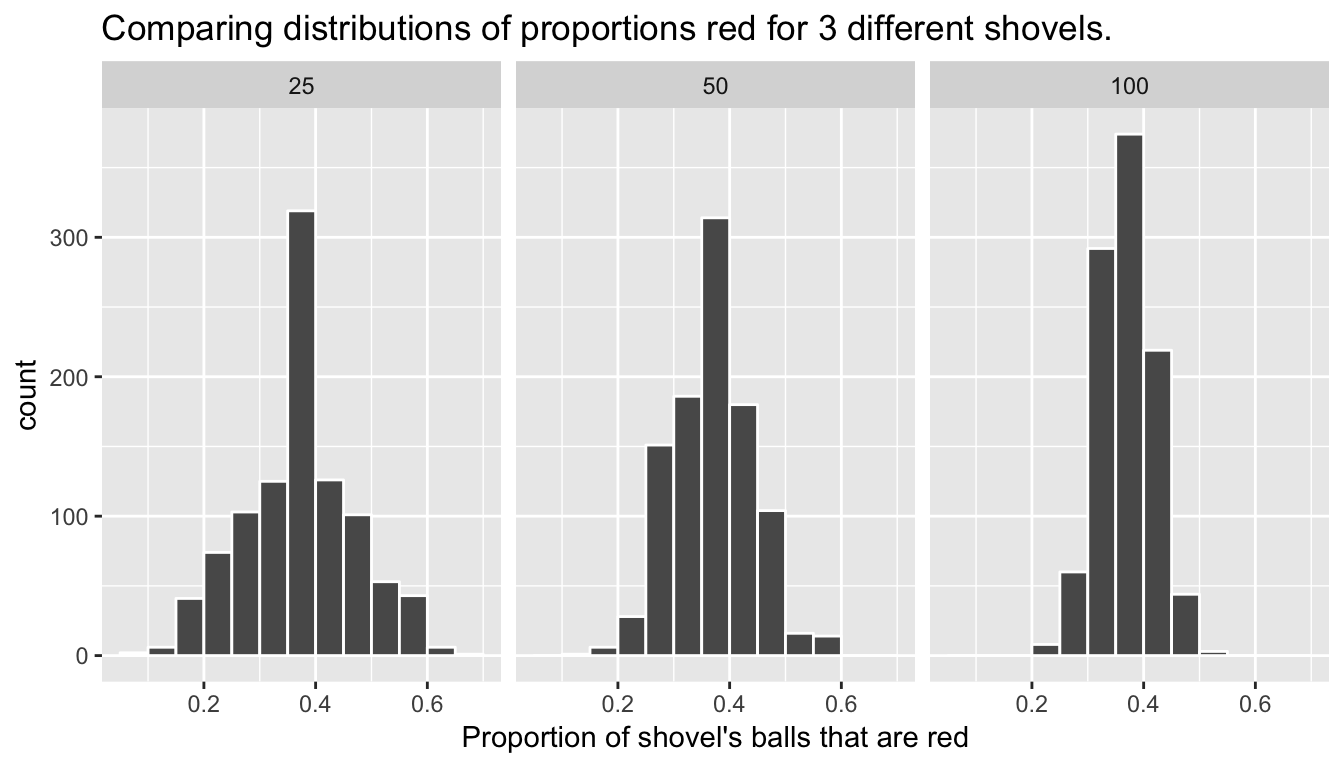 Comparing distributions of proportions red for 3 different shovels.
25 50 100
300
200
100
0
count
0.2 0.4 0.6 0.2 0.4 0.6 0.2 0.4 0.6
Proportion of shovel's balls that are red